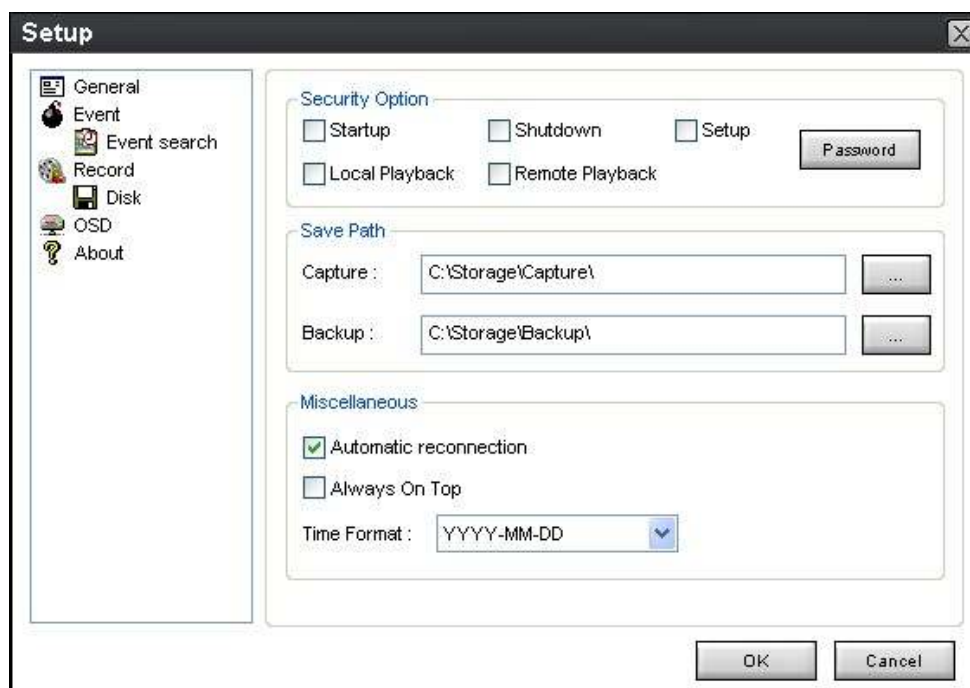 Setup
General
Event
Event search
Record
Disk
OSD
About
Security Option
Startup
Shutdown
Setup
Password
Local Playback
Remote Playback
Save Path
Capture :
C:\Storage\Capture\
...
Backup :
C:\Storage\Backup\
...
Miscellaneous
Automatic reconnection
Always On Top
Time Format :
YYYY-MM-DD
OK
Cancel